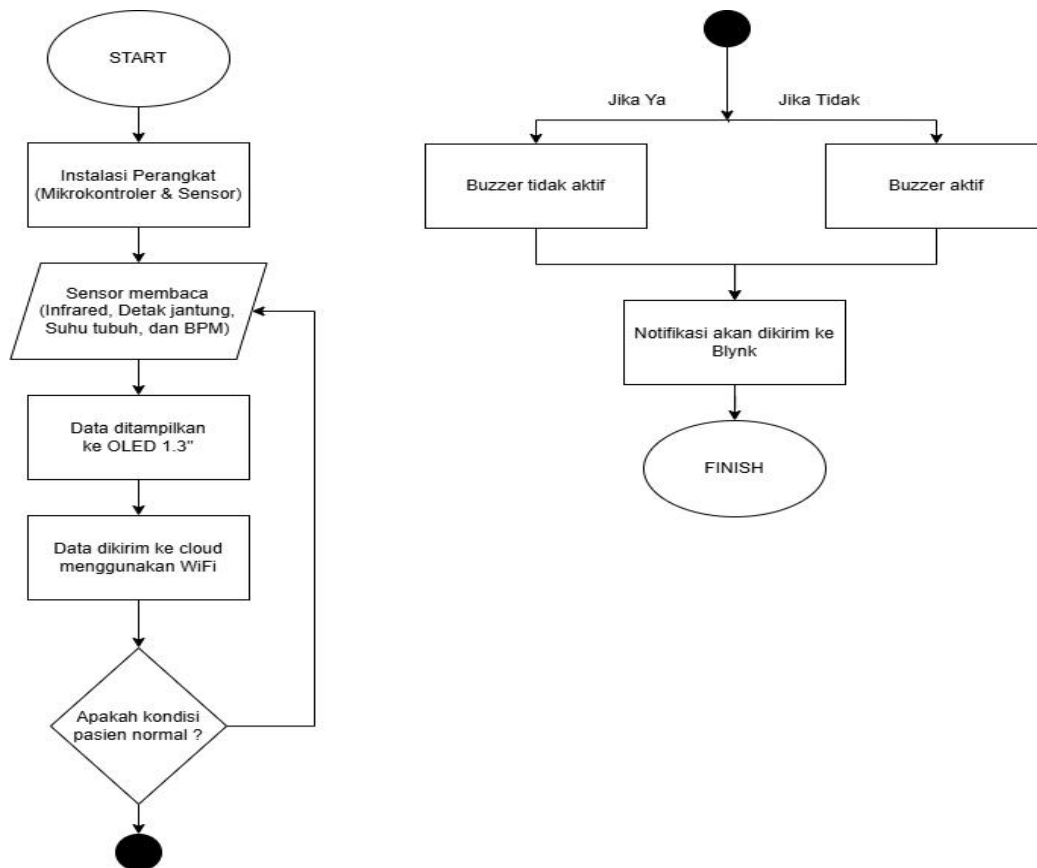 START
Instalasi Perangkat
(Mikrokontroler & Sensor)
Sensor membaca
(Infrared, Detak jantung,
Suhu tubuh, dan BPM)
Data ditampilkan
ke OLED 1.3"
Data dikirim ke cloud
menggunakan WiFi
Apakah kondisi
pasien normal ?
Jika Ya
Jika Tidak
Buzzer tidak aktif
Buzzer aktif
Notifikasi akan dikirim ke
Blynk
FINISH